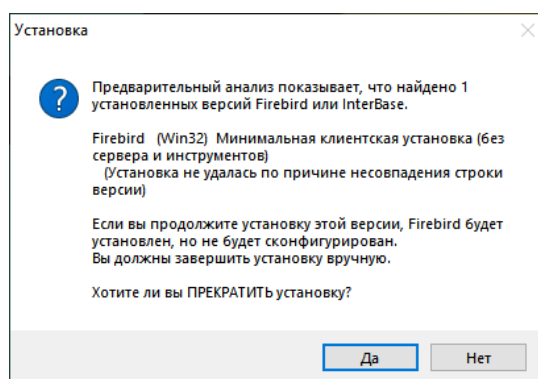 Установка
Предварительный анализ показывает, что найдено 1
установленных версий Firebird или InterBase.
Firebird (Win32) Минимальная клиентская установка (без
сервера и инструментов)
(Установка не удалась по причине несовпадения строки
версии)
Если вы продолжите установку этой версии, Firebird будет
установлен, но не будет сконфигурирован.
Вы должны завершить установку вручную.
Хотите ли вы ПРЕКРАТИТЬ установку?
Да Нет